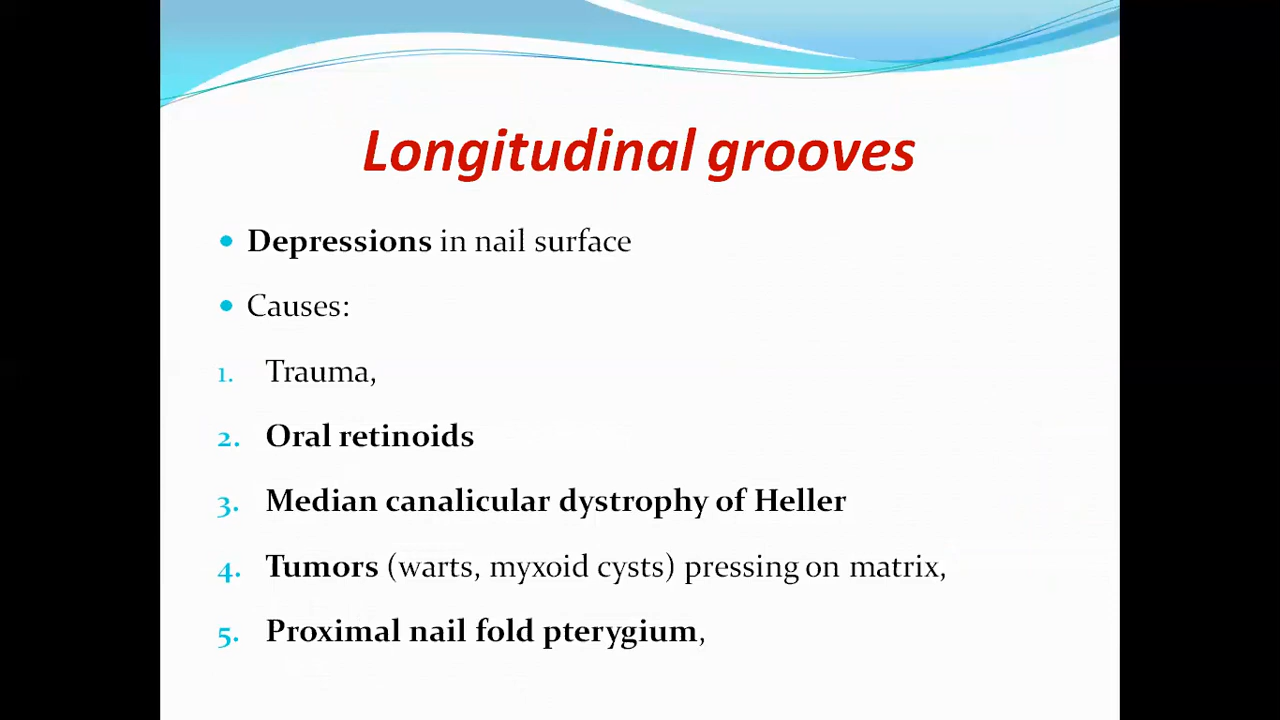 Longitudinal grooves
• Depressions in nail surface
• Causes:
1. Trauma,
2. Oral retinoids
3. Median canalicular dystrophy of Heller
4. Tumors (warts, myxoid cysts) pressing on matrix,
5. Proximal nail fold pterygium,